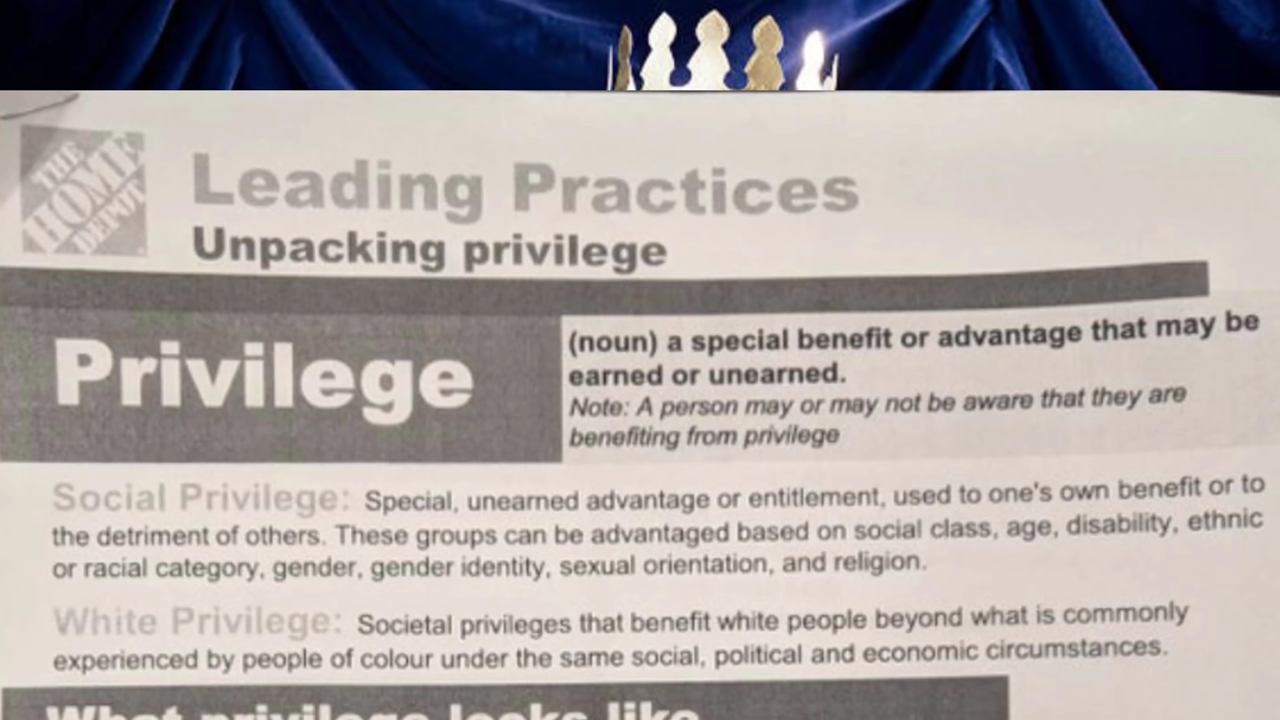 THE
HOME
DEPOT
Leading Practices
Unpacking privilege
Privilege
(noun) a special benefit or advantage that may be
earned or unearned.
Note: A person may or may not be aware that they are
benefiting from privilege
Social Privilege: Special, unearned advantage or entitlement, used to one's own benefit or to
the detriment of others. These groups can be advantaged based on social class, age, disability, ethnic
or racial category, gender, gender identity, sexual orientation, and religion.
White Privilege: Societal privileges that benefit white people beyond what is commonly
experienced by people of colour under the same social, political and economic circumstances.
What privilege looks like